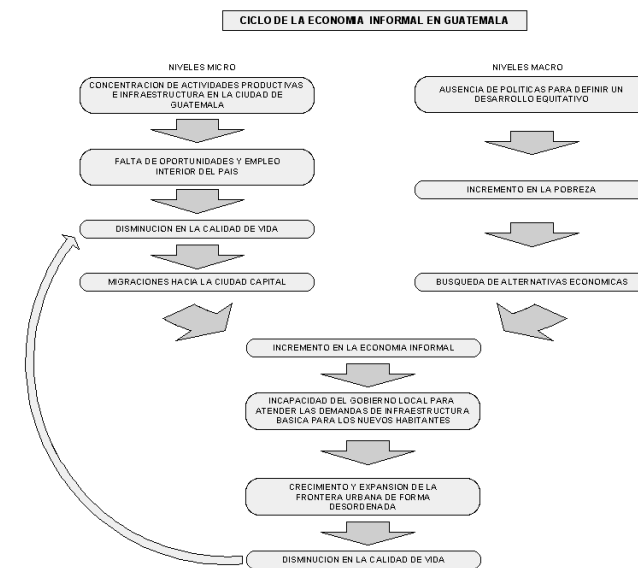 CICLO DE LA ECONOMIA INFORMAL EN GUATEMALA
NIVELES MICRO
CONCENTRACION DE ACTIVIDADES PRODUCTIVAS
E INFRAESTRUCTURA EN LA CIUDAD DE
GUATEMALA
FALTA DE OPORTUNIDADES Y EMPLEO
INTERIOR DEL PAIS
DISMINUCION EN LA CALIDAD DE VIDA
MIGRACIONES HACIA LA CIUDAD CAPITAL
NIVELES MACRO
AUSENCIA DE POLITICAS PARA DEFINIR UN
DESARROLLO EQUITATIVO
INCREMENTO EN LA POBREZA
BUSQUEDA DE ALTERNATIVAS ECONOMICAS
INCREMENTO EN LA ECONOMIA INFORMAL
INCAPACIDAD DEL GOBIERNO LOCAL PARA
ATENDER LAS DEMANDAS DE INFRAESTRUCTURA
BASICA PARA LOS NUEVOS HABITANTES
CRECIMIENTO Y EXPANSION DE LA
FRONTERA URBANA DE FORMA
DESORDENADA
DISMINUCION EN LA CALIDAD DE VIDA